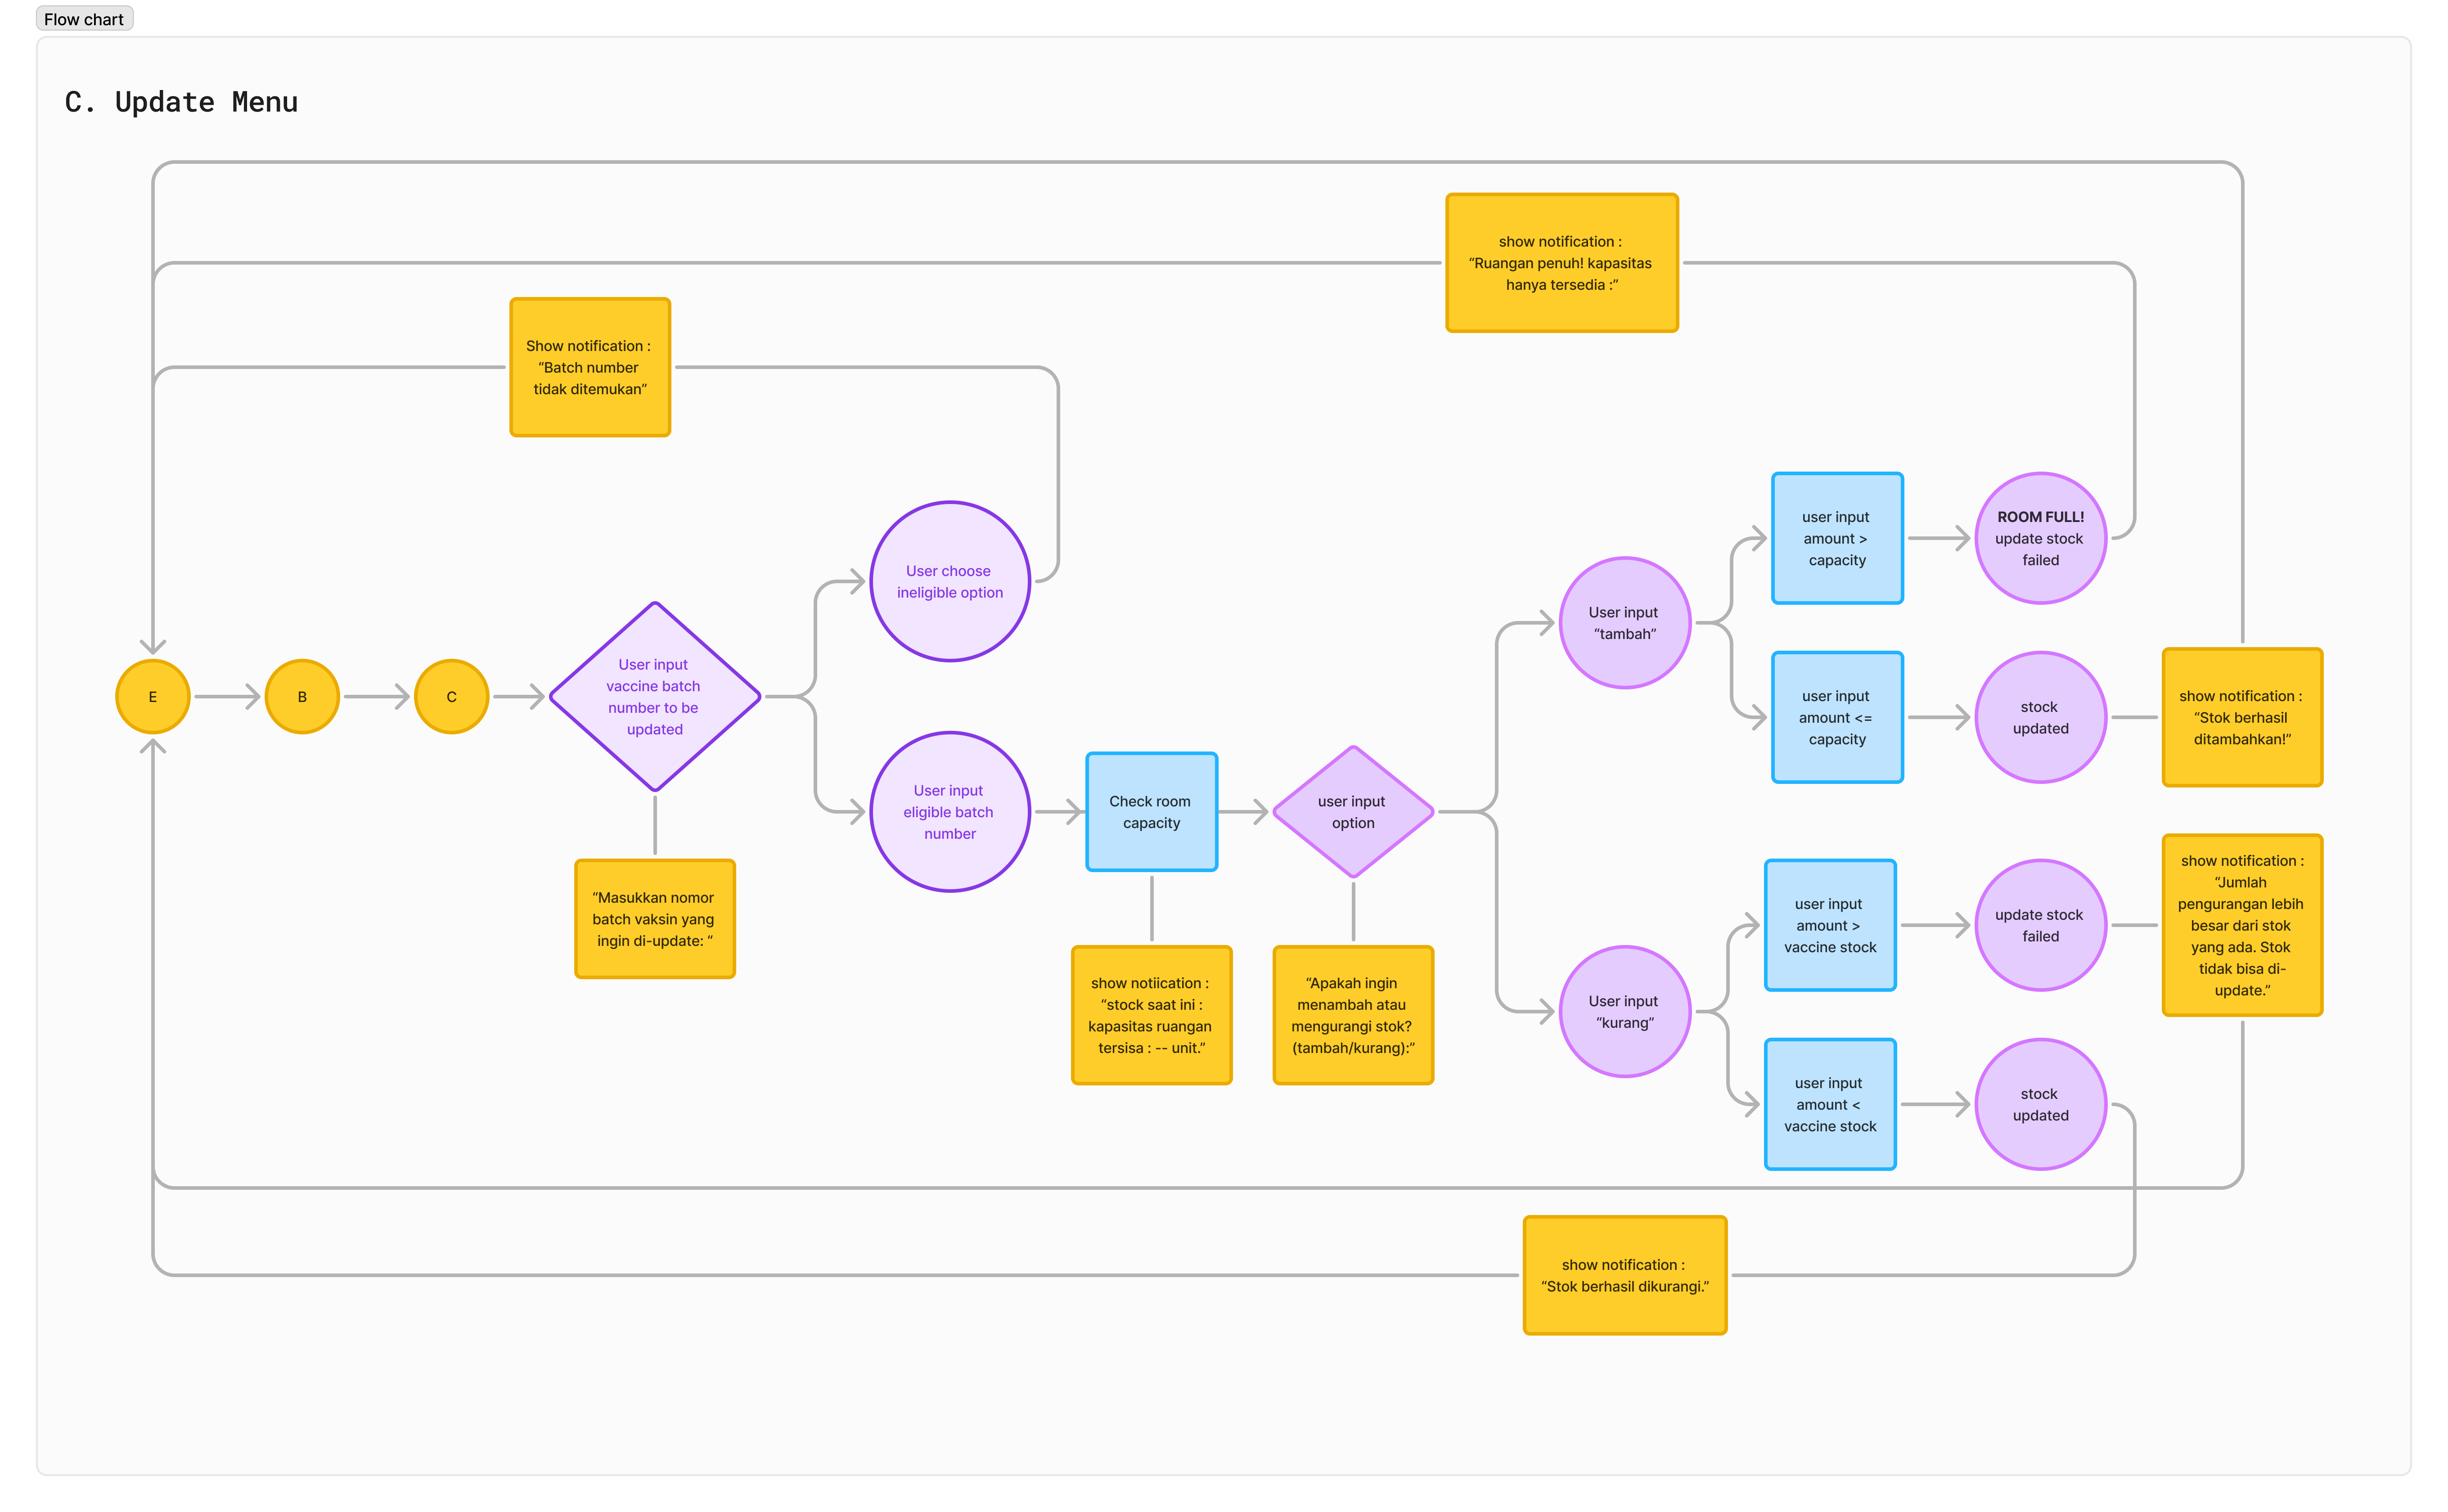 Flow chart
C. Update Menu
show notification :
“Ruangan penuh! kapasitas
hanya tersedia :”
Show notification :
“Batch number
tidak ditemukan”
E
B
C
User input
vaccine batch
number to be
updated
“Masukkan nomor
batch vaksin yang
ingin di-update: “
User choose
ineligible option
User input
eligible batch
number
Check room
capacity
show notiication :
“stock saat ini :
kapasitas ruangan
tersisa : -- unit.”
user input
option
“Apakah ingin
menambah atau
mengurangi stok?
(tambah/kurang):”
User input
“tambah”
user input
amount >
capacity
ROOM FULL!
update stock
failed
user input
amount <=
capacity
stock
updated
show notification :
“Stok berhasil
ditambahkan!”
User input
“kurang”
user input
amount >
vaccine stock
update stock
failed
show notification :
“Jumlah
pengurangan lebih
besar dari stok
yang ada. Stok
tidak bisa di-
update.”
user input
amount <
vaccine stock
stock
updated
show notification :
“Stok berhasil dikurangi.”